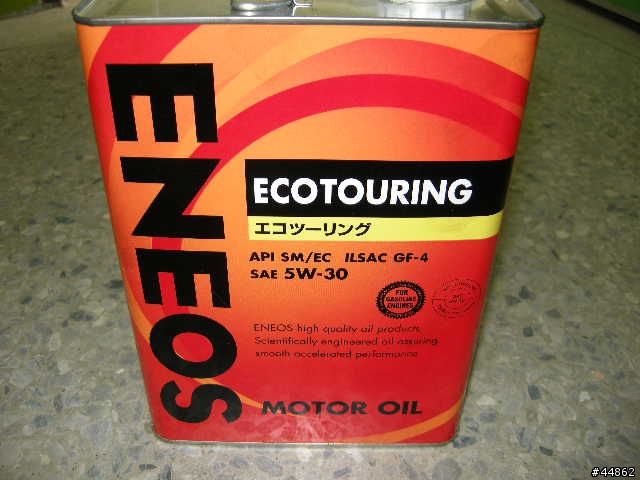 ENEOS
ECOTOURING
エコツーリング
API SM/EC ILSAC GF-4
SAE 5W-30
FOR
GASOLINE
ENGINES
ENEOS high quality oil products.
Scientifically engineered oil assuring
smooth accelerated performance
MOTOR OIL
#44862